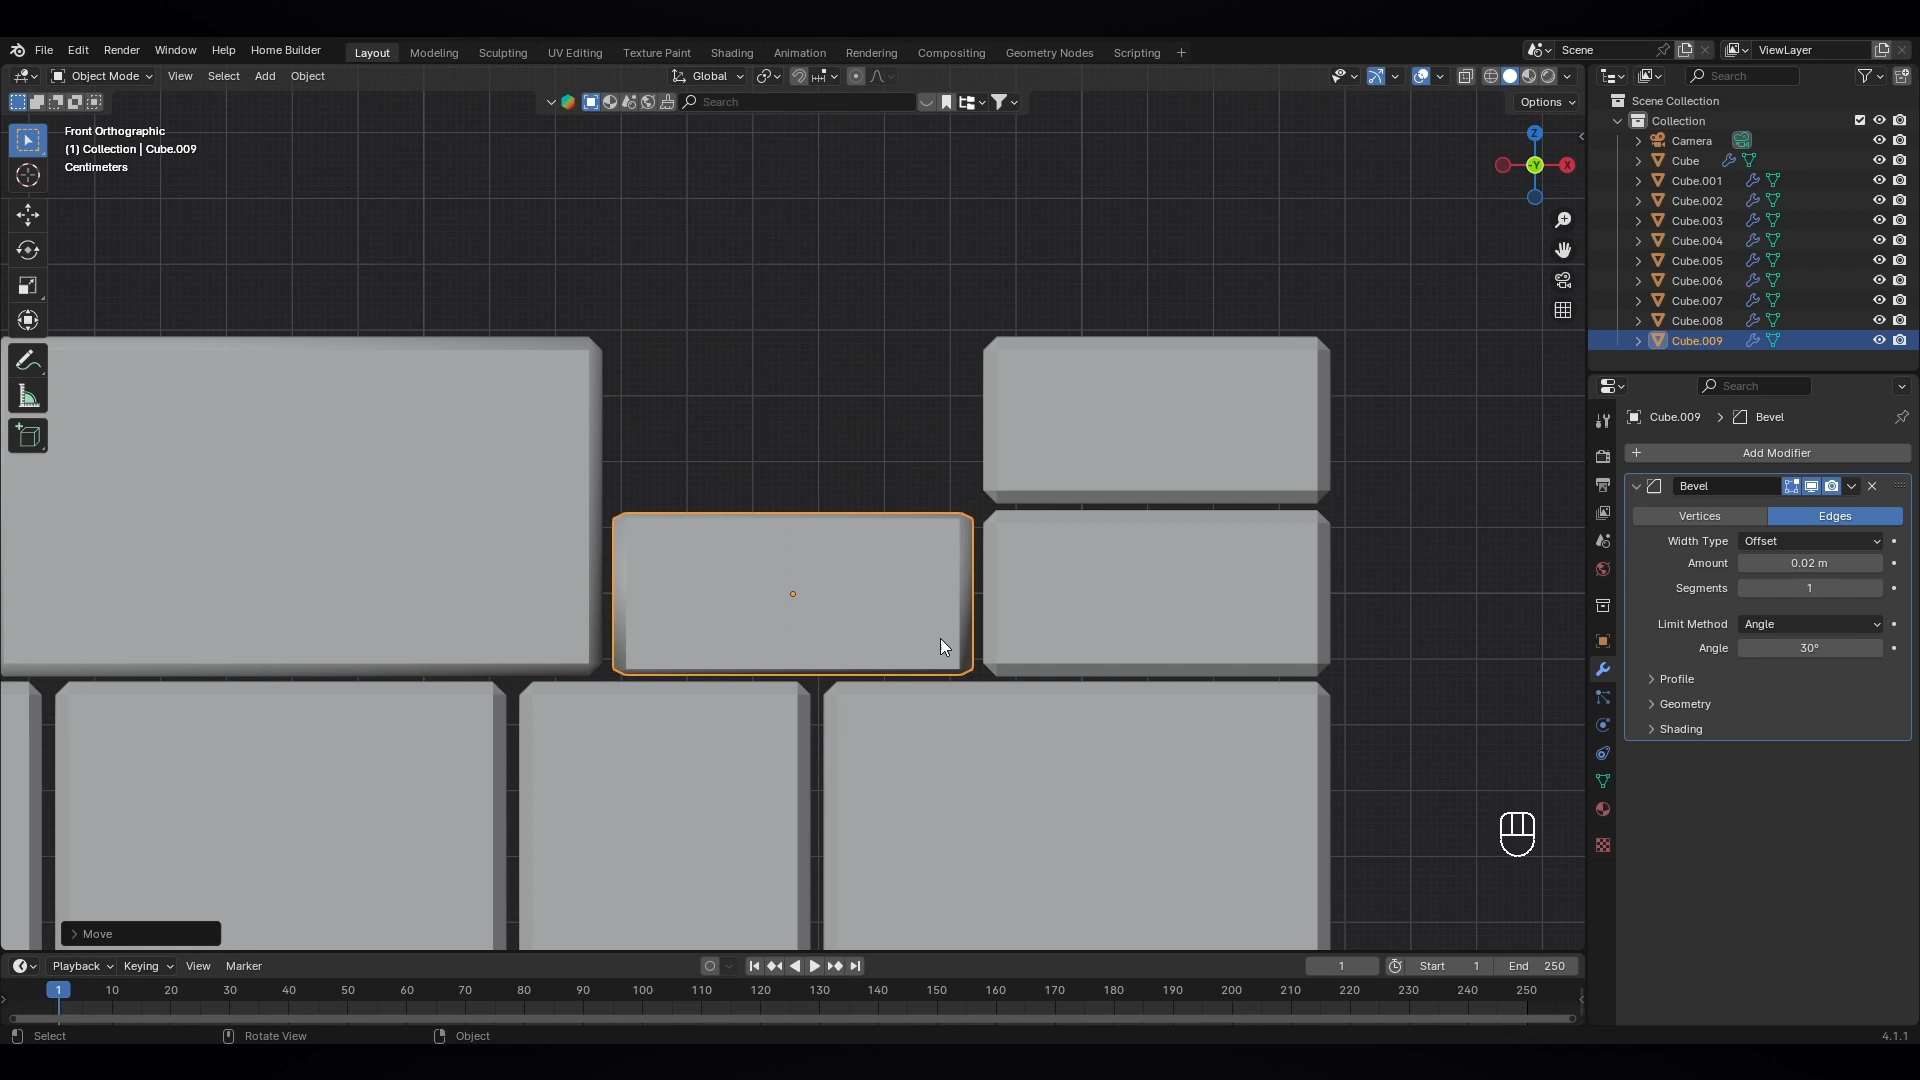 File Edit Render Window Help Home Builder Layout Modeling Sculpting UV Editing Texture Paint Shading Animation Rendering Compositing Geometry Nodes Scripting + Scene ViewLayer
Object Mode View Select Add Object Global Search
Search Options
Front Orthographic
(1) Collection | Cube.009
Centimeters
Z
-Y X
Scene Collection
Collection
Camera
Cube
Cube.001
Cube.002
Cube.003
Cube.004
Cube.005
Cube.006
Cube.007
Cube.008
Cube.009
Search
Cube.009 > Bevel
+ Add Modifier
Bevel
Vertices Edges
Width Type Offset
Amount 0.02 m
Segments 1
Limit Method Angle
Angle 30°
Profile
Geometry
Shading
> Move
Playback Keying View Marker 1 Start 1 End 250
1 10 20 30 40 50 60 70 80 90 100 110 120 130 140 150 160 170 180 190 200 210 220 230 240 250
Select Rotate View Object 4.1.1